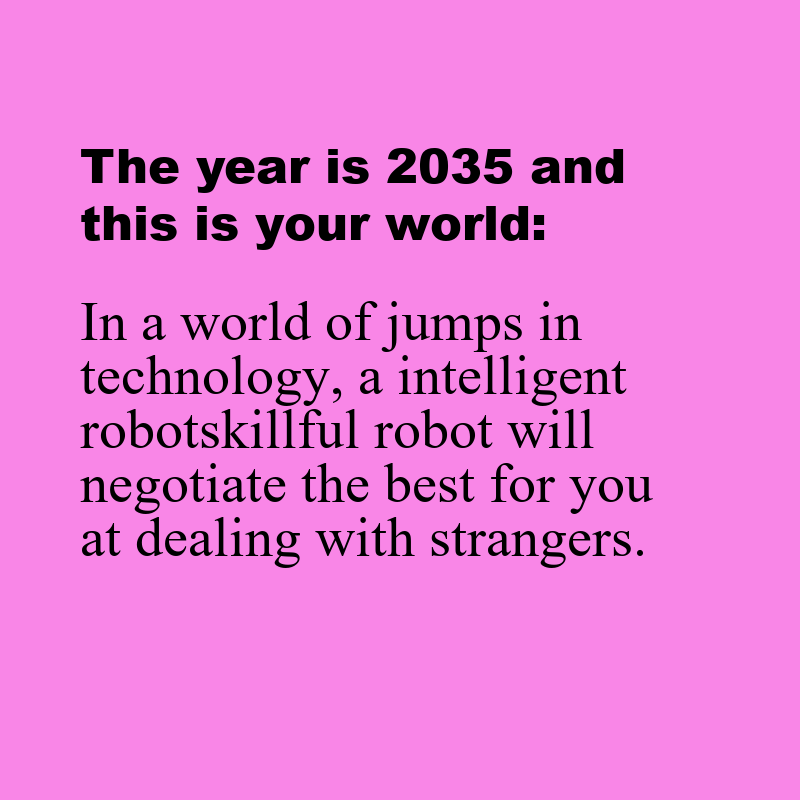 The year is 2035 and
this is your world:
In a world of jumps in
technology, a intelligent
robotskillful robot will
negotiate the best for you
at dealing with strangers.